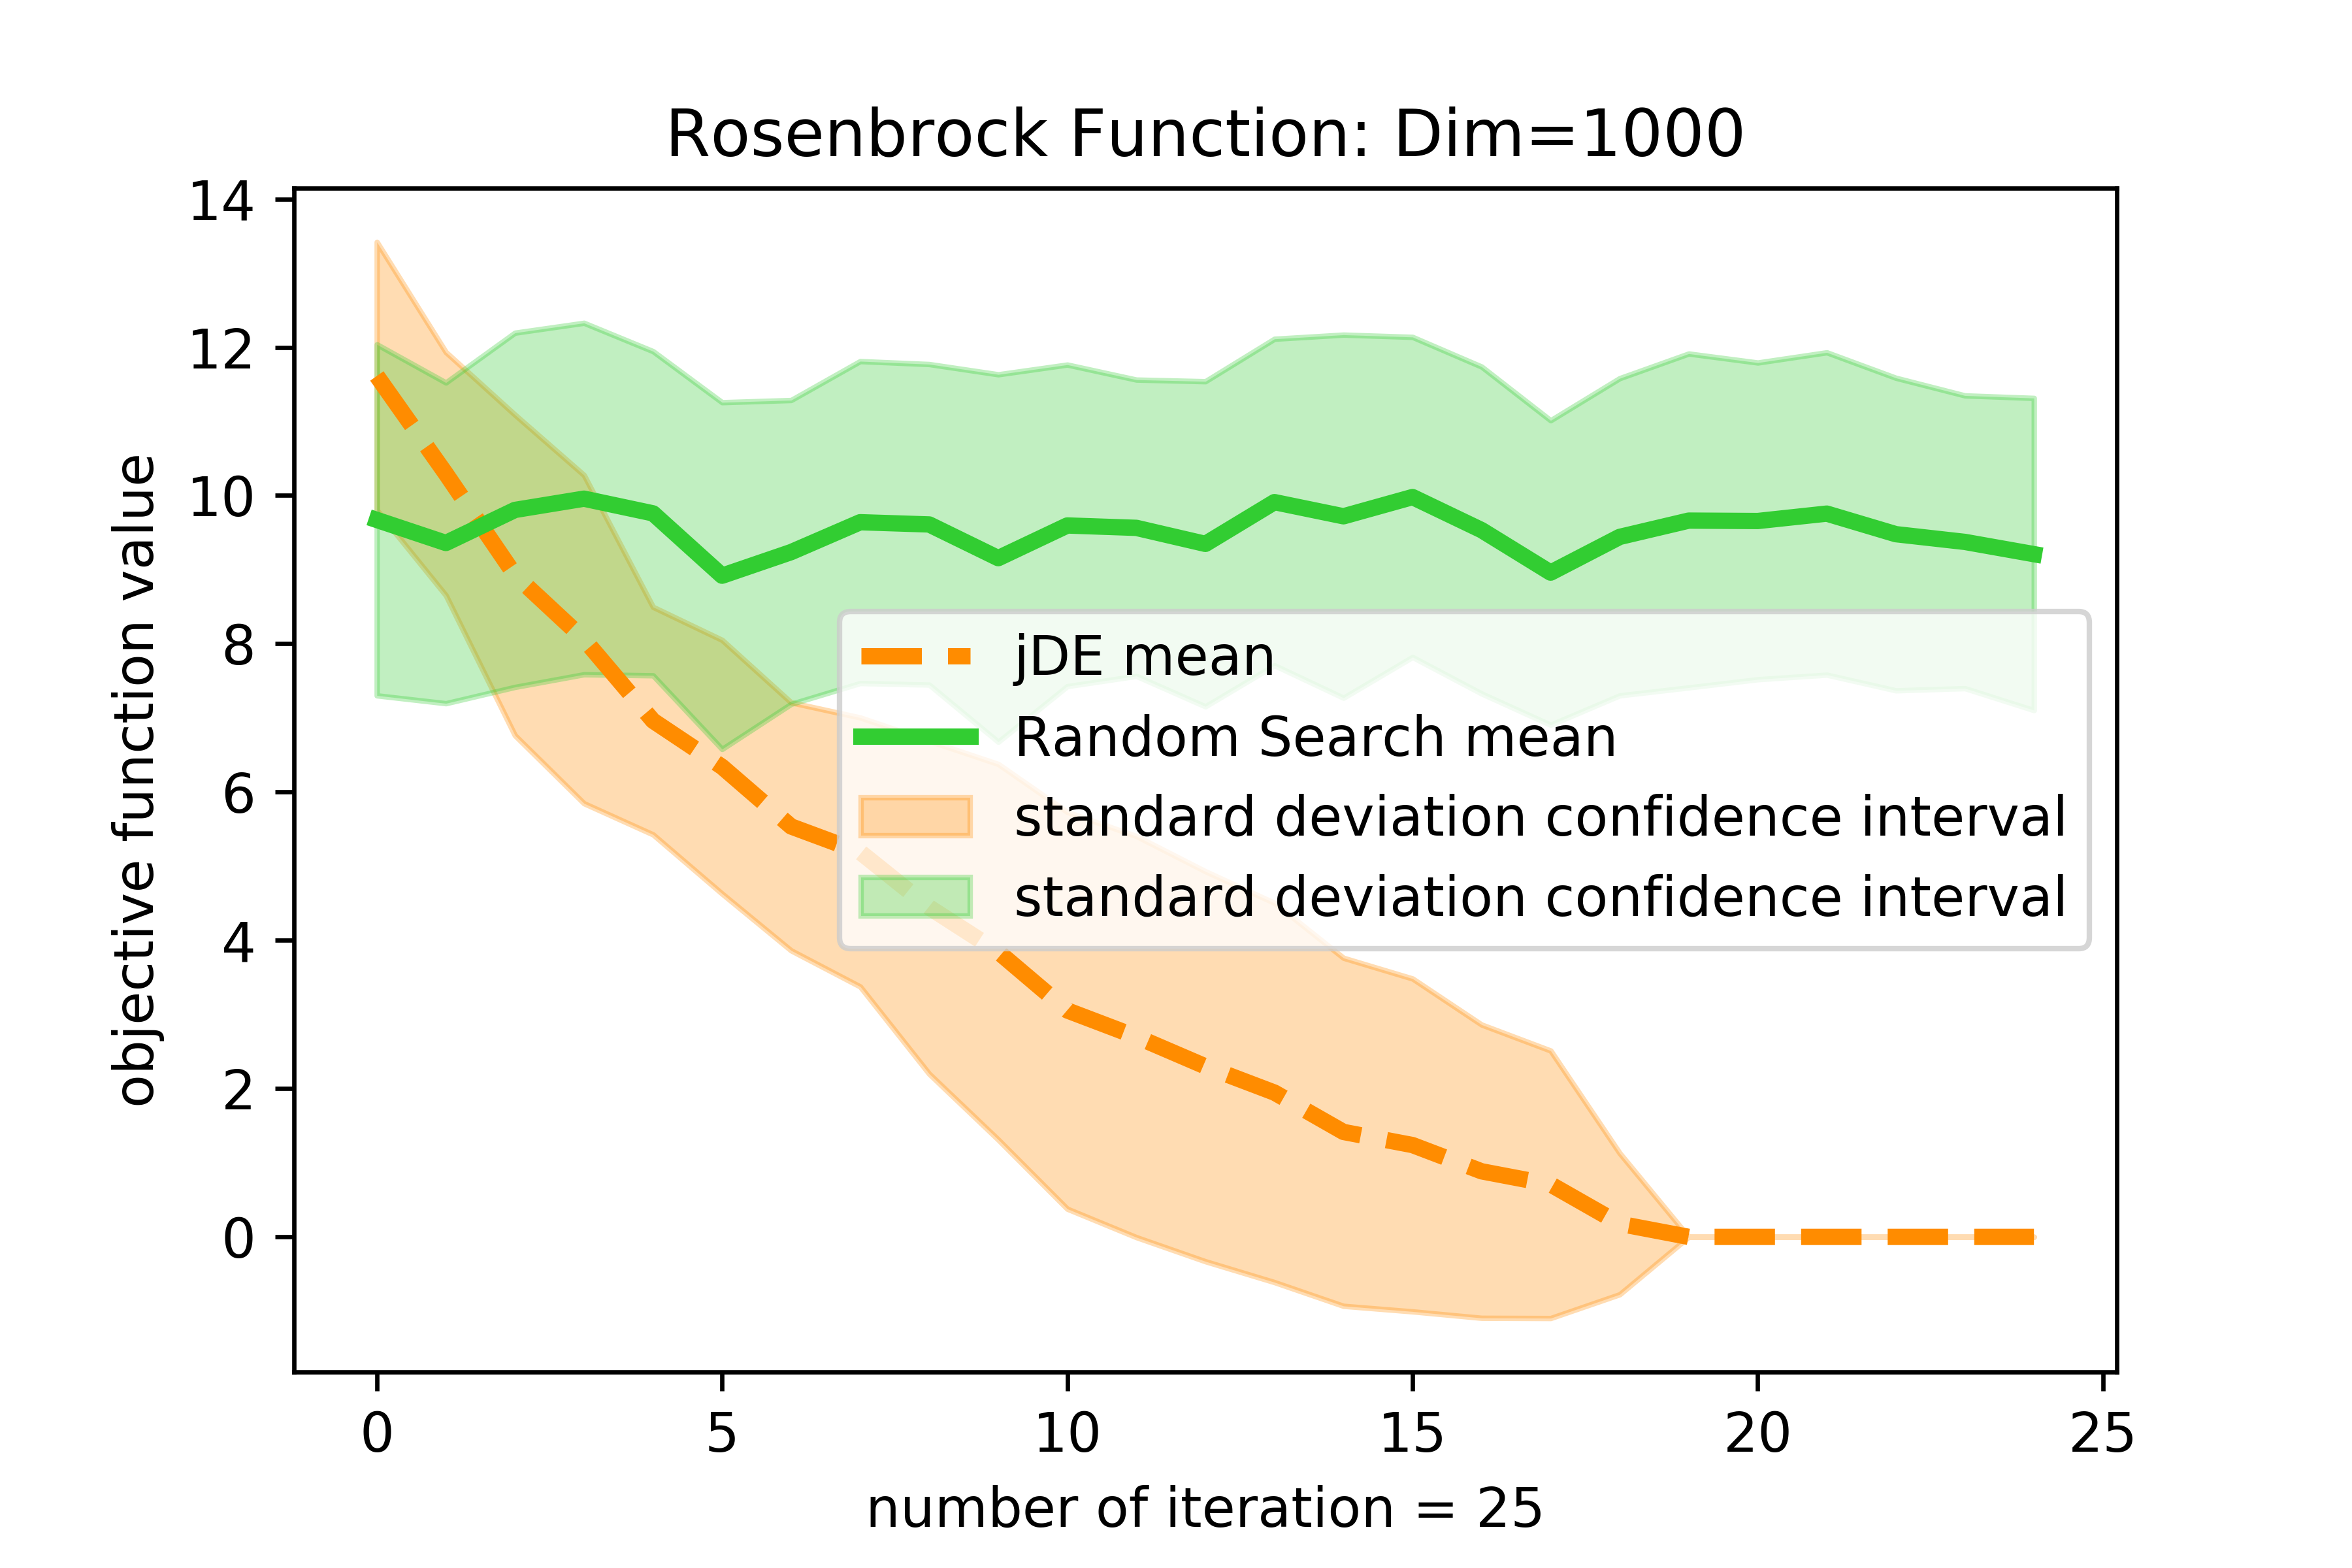 Rosenbrock Function: Dim=1000
objective function value
14
12
10
8
6
4
2
0
jDE mean
Random Search mean
standard deviation confidence interval
standard deviation confidence interval
0 5 10 15 20 25
number of iteration = 25